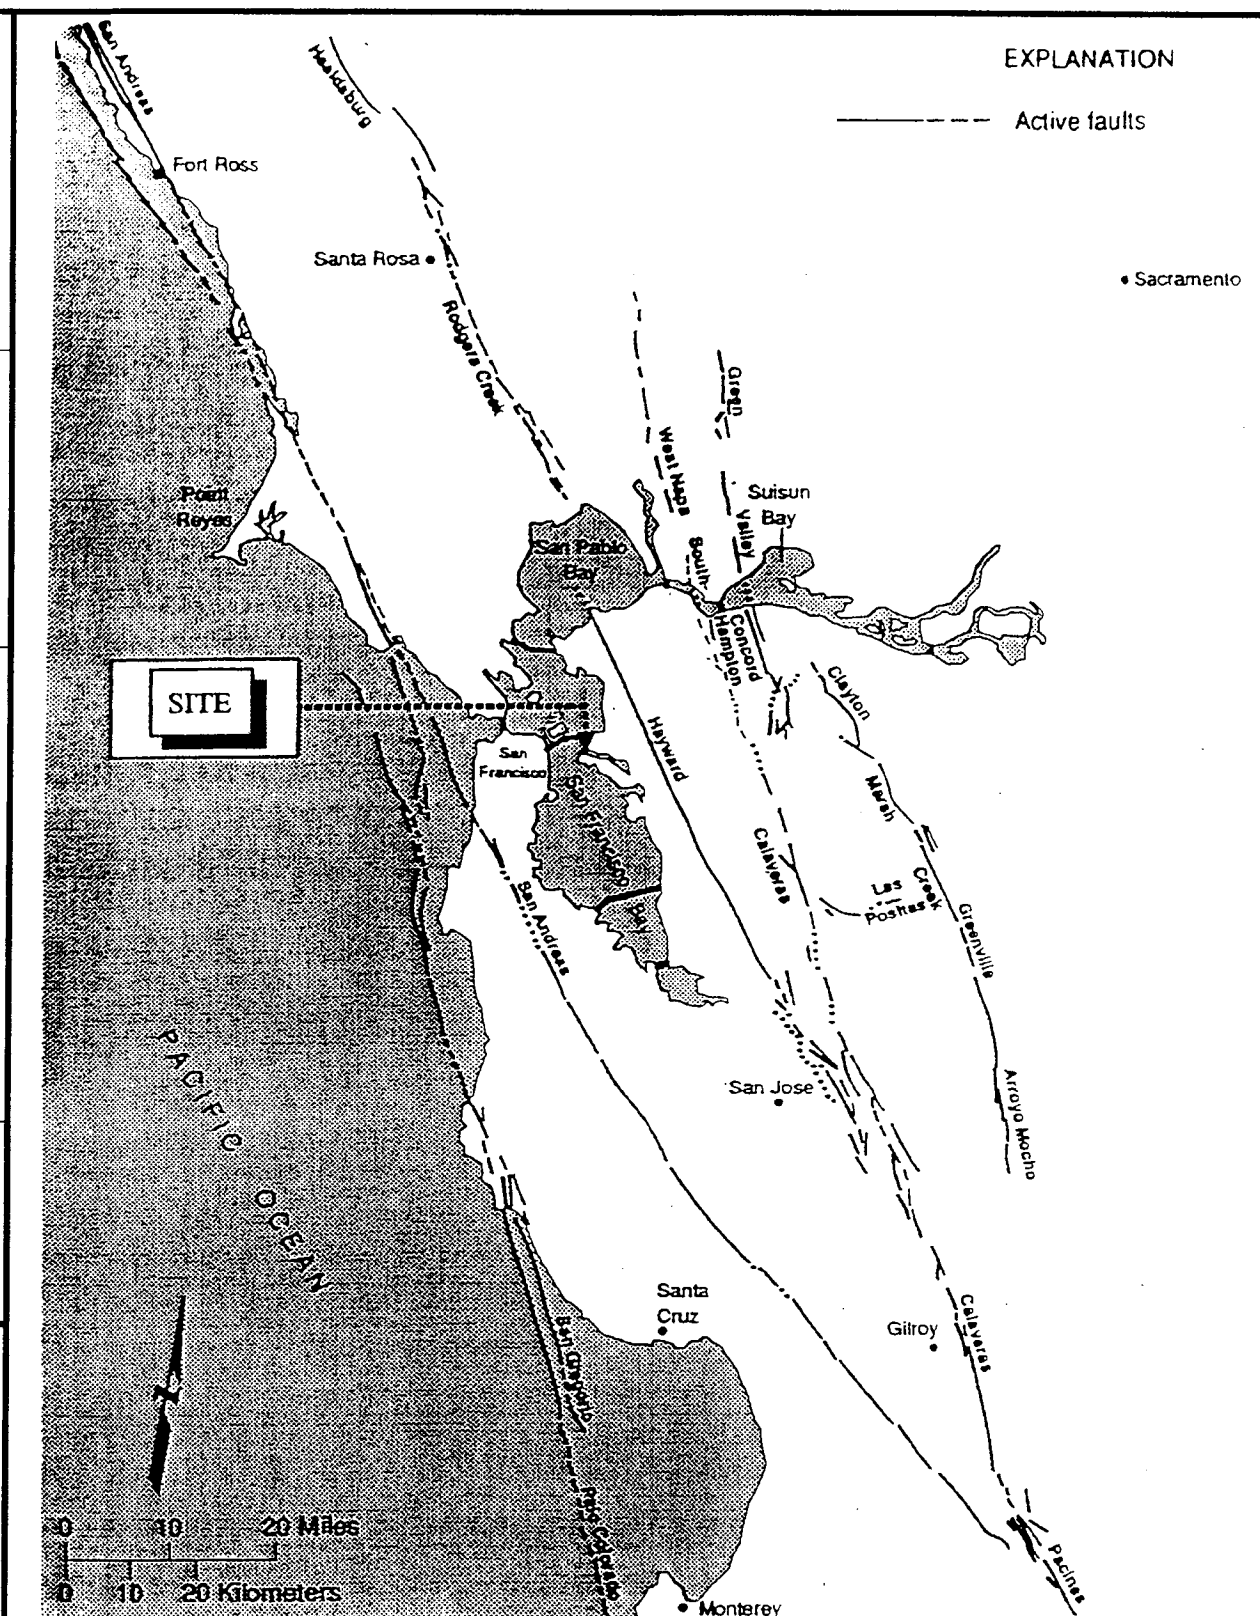 EXPLANATION
Active faults
San Andreas
Healdsburg
Fort Ross
Santa Rosa
Sacramento
Rodgers Creek
Green
Valley
West Napa
Suisun
Bay
Point
Reyes
San Pablo
Bay
South-
Hampton
Concord
Clayton
SITE
San
Francisco
Hayward
Marsh
Creek
San Francisco
Bay
Calaveras
Las
Positas
Greenville
San Andreas
PACIFIC
OCEAN
San Jose
Arroyo Mocho
Santa
Cruz
Gilroy
Calaveras
San Gregorio
Palo Colorado
Pacines
Monterey
N
0 10 20 Miles
0 10 20 Kilometers